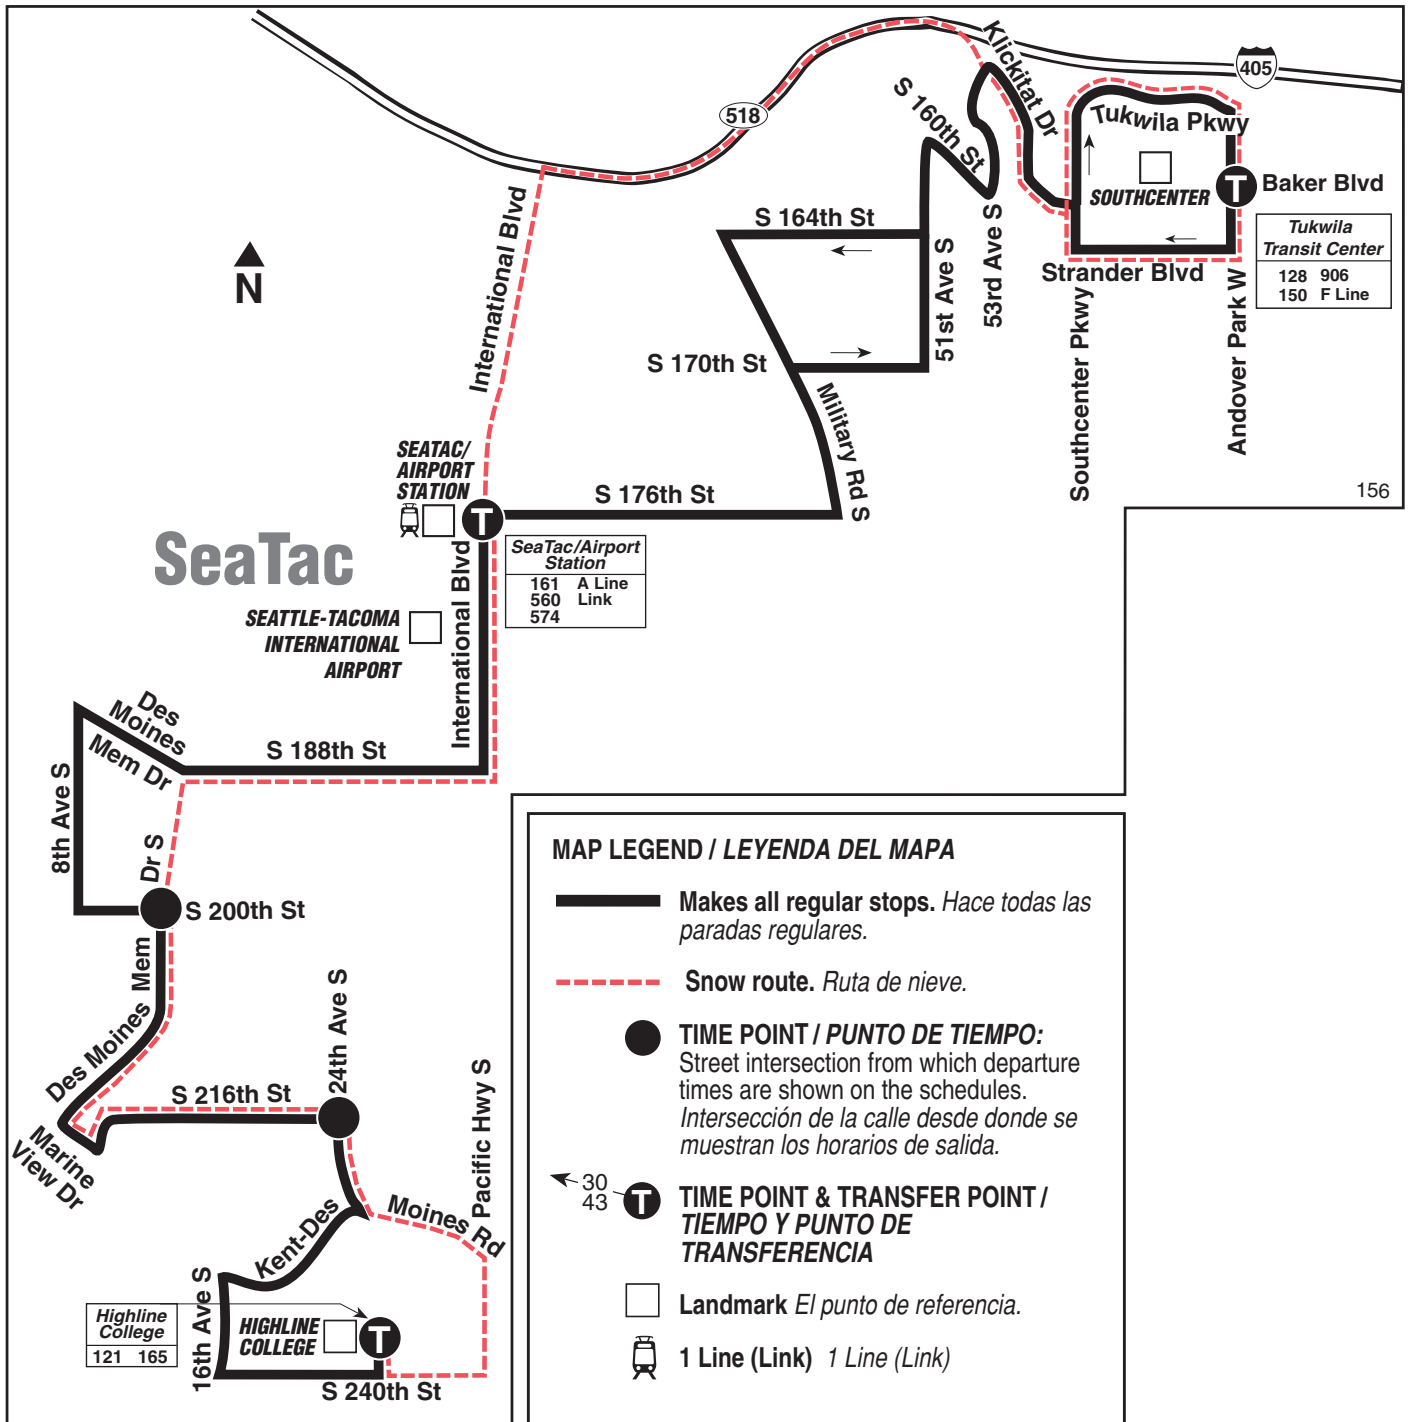 Klickitat Dr
405
518
S 160th St
Tukwila Pkwy
SOUTHCENTER
T
Baker Blvd
Tukwila
Transit Center
128 906
150 F Line
S 164th St
International Blvd
N
51st Ave S
53rd Ave S
Strander Blvd
Southcenter Pkwy
Andover Park W
S 170th St
Military Rd S
SEATAC/
AIRPORT
STATION
T
S 176th St
156
SeaTac
SeaTac/Airport
Station
161 A Line
560 Link
574
International Blvd
SEATTLE-TACOMA
INTERNATIONAL
AIRPORT
Des
Moines
Mem Dr
S 188th St
8th Ave S
Dr S
S 200th St
Mem
Des Moines
24th Ave S
S 216th St
Pacific Hwy S
Marine
View Dr
Kent-Des
Moines Rd
16th Ave S
Highline
College
121 165
HIGHLINE
COLLEGE
T
S 240th St
MAP LEGEND / LEYENDA DEL MAPA
Makes all regular stops. Hace todas las
paradas regulares.
Snow route. Ruta de nieve.
TIME POINT / PUNTO DE TIEMPO:
Street intersection from which departure
times are shown on the schedules.
Intersección de la calle desde donde se
muestran los horarios de salida.
30
43
T
TIME POINT & TRANSFER POINT /
TIEMPO Y PUNTO DE
TRANSFERENCIA
Landmark El punto de referencia.
1 Line (Link) 1 Line (Link)